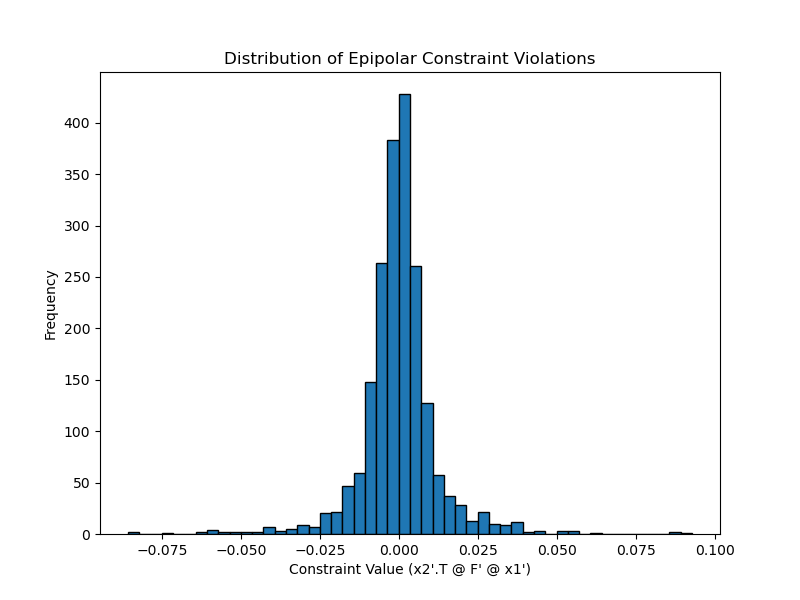 Distribution of Epipolar Constraint Violations
Frequency
400
350
300
250
200
150
100
50
0
−0.075 −0.050 −0.025 0.000 0.025 0.050 0.075 0.100
Constraint Value (x2'.T @ F' @ x1')